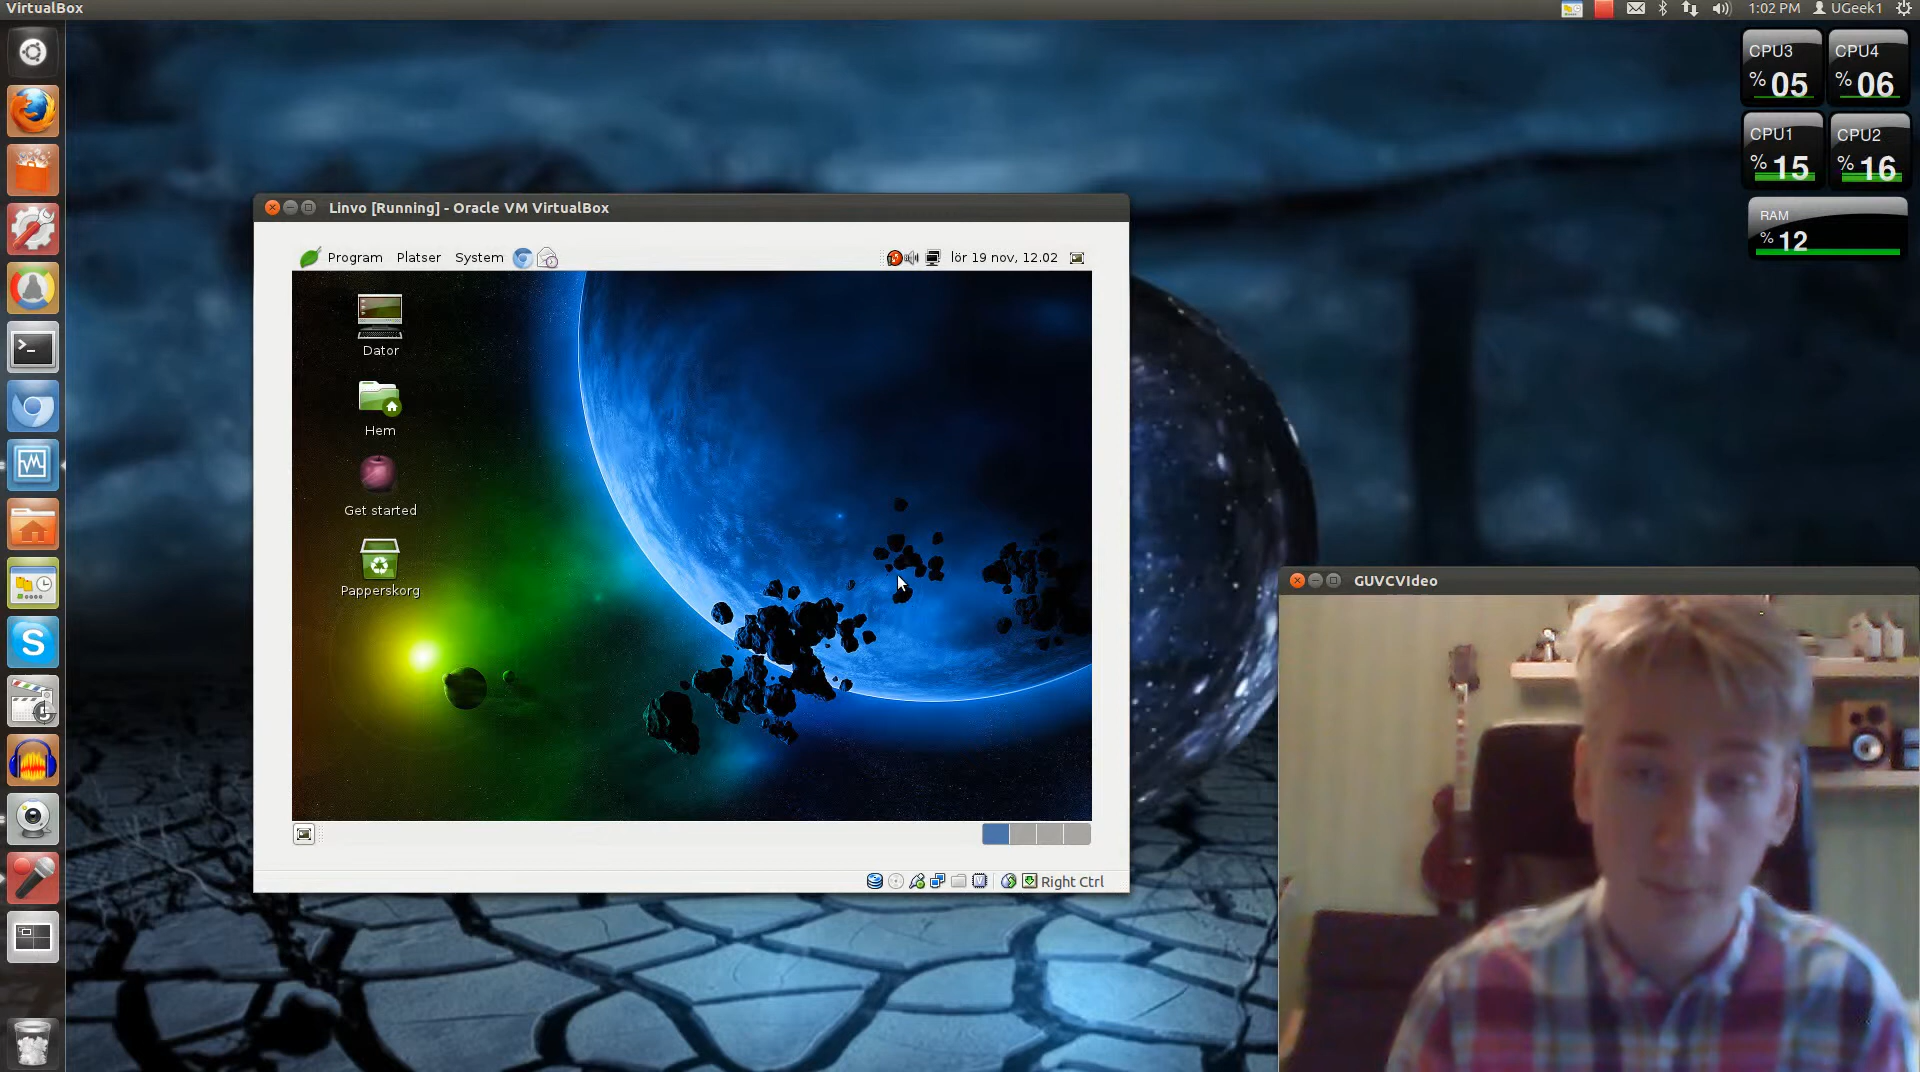 VirtualBox
1:02 PM UGeek1
CPU3 CPU4
% 05 % 06
CPU1 CPU2
% 15 % 16
RAM
% 12
Linvo [Running] - Oracle VM VirtualBox
Program Platser System lör 19 nov, 12.02
Dator
Hem
Get started
Papperskorg
Right Ctrl
GUVCVIdeo
S